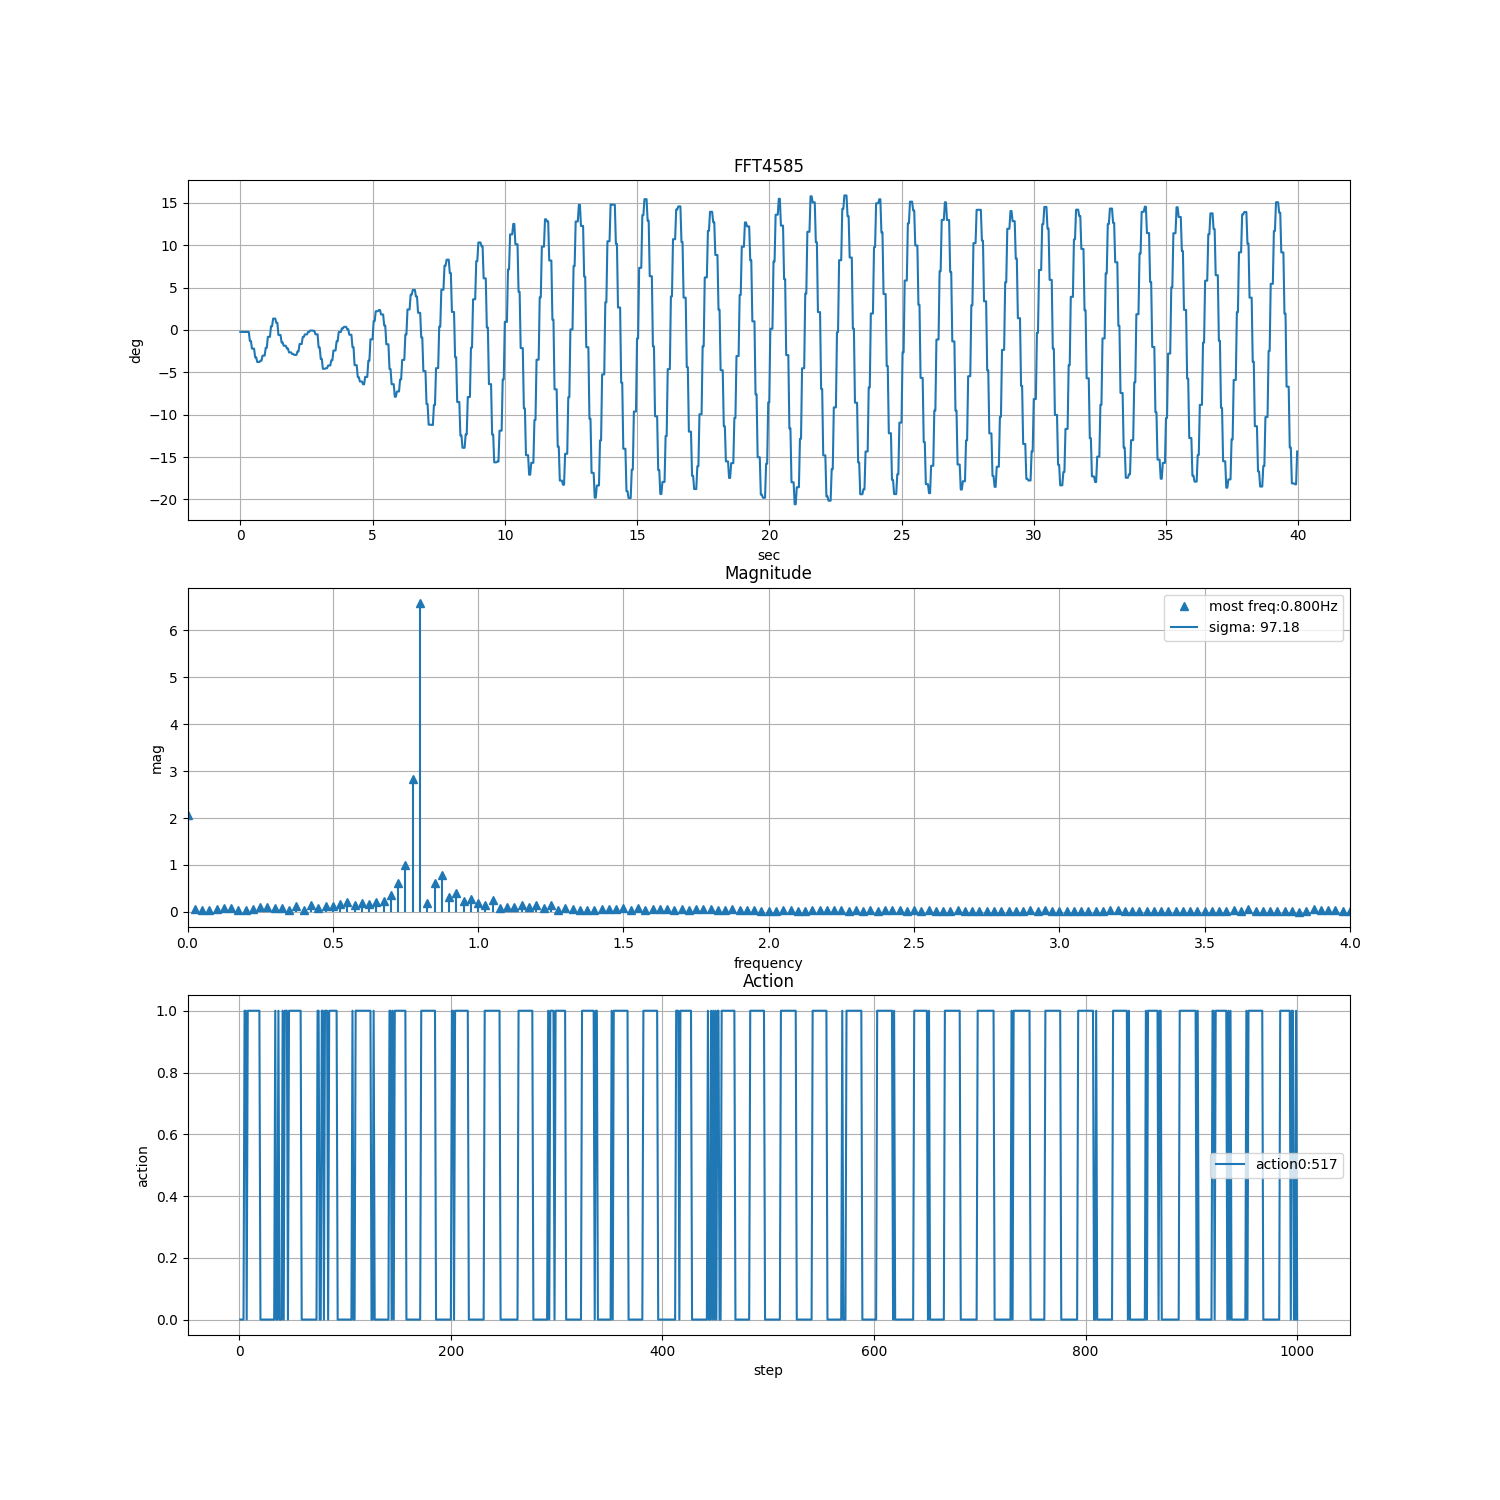 FFT4585
15
10
5
0
−5
−10
−15
−20
deg
0 5 10 15 20 25 30 35 40
sec
Magnitude
most freq:0.800Hz
sigma: 97.18
6
5
4
3
2
1
0
mag
0.0 0.5 1.0 1.5 2.0 2.5 3.0 3.5 4.0
frequency
Action
1.0
0.8
0.6
0.4
0.2
0.0
action
action0:517
0 200 400 600 800 1000
step